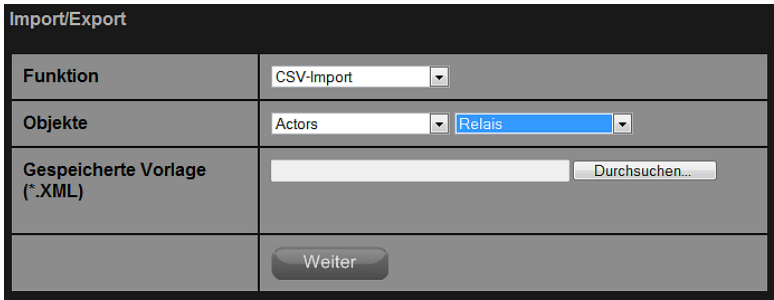 Import/Export
Funktion CSV-Import
Objekte Actors Relais
Gespeicherte Vorlage Durchsuchen...
(*.XML)
Weiter